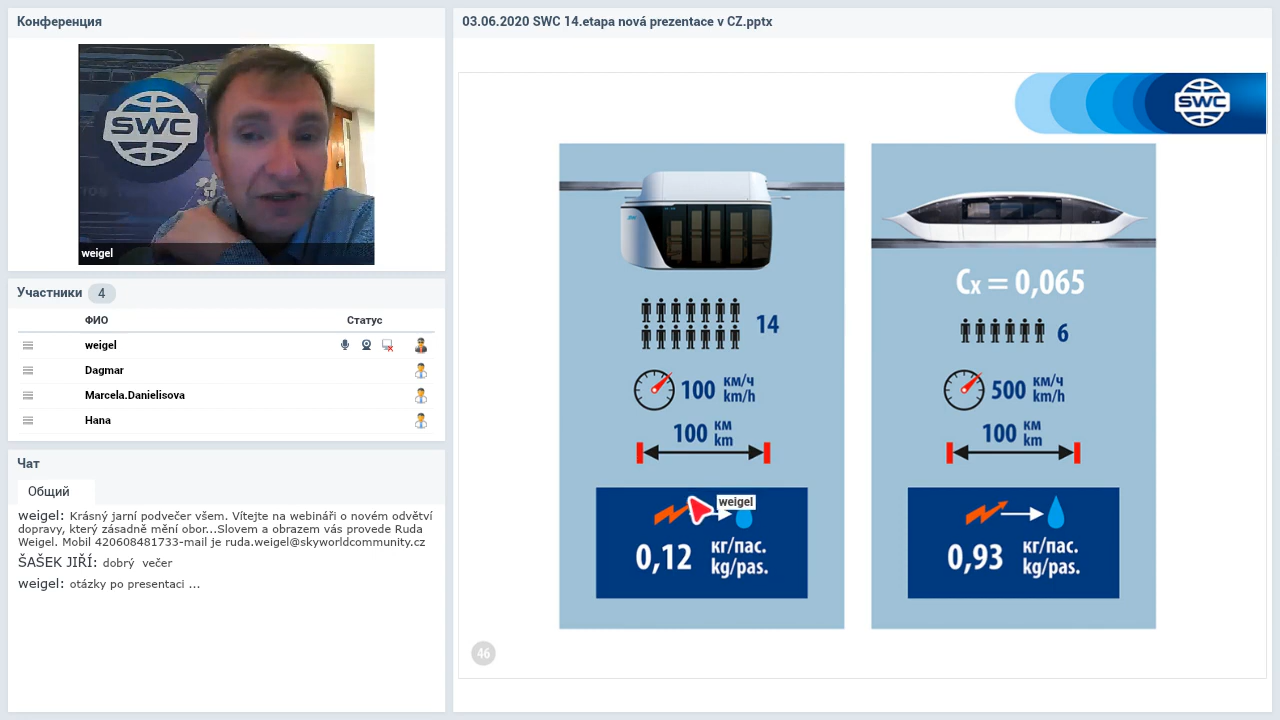 Конференция
SWC
weigel
Участники 4
ФИО Статус
weigel
Dagmar
Marcela.Danielisova
Hana
Чат
Общий
weigel: Krásný jarní podvečer všem. Vítejte na webináři o novém odvětví
dopravy, který zásadně mění obor...Slovem a obrazem vás provede Ruda
Weigel. Mobil 420608481733-mail je ruda.weigel@skyworldcommunity.cz
ŠAŠEK JIŘÍ: dobrý večer
weigel: otázky po presentaci ...
03.06.2020 SWC 14.etapa nová prezentace v CZ.pptx
SWC
14
100 км/ч km/h
100 км km
weigel
0,12 кг/пас. kg/pas.
Cx = 0,065
6
500 км/ч km/h
100 км km
0,93 кг/пас. kg/pas.
46